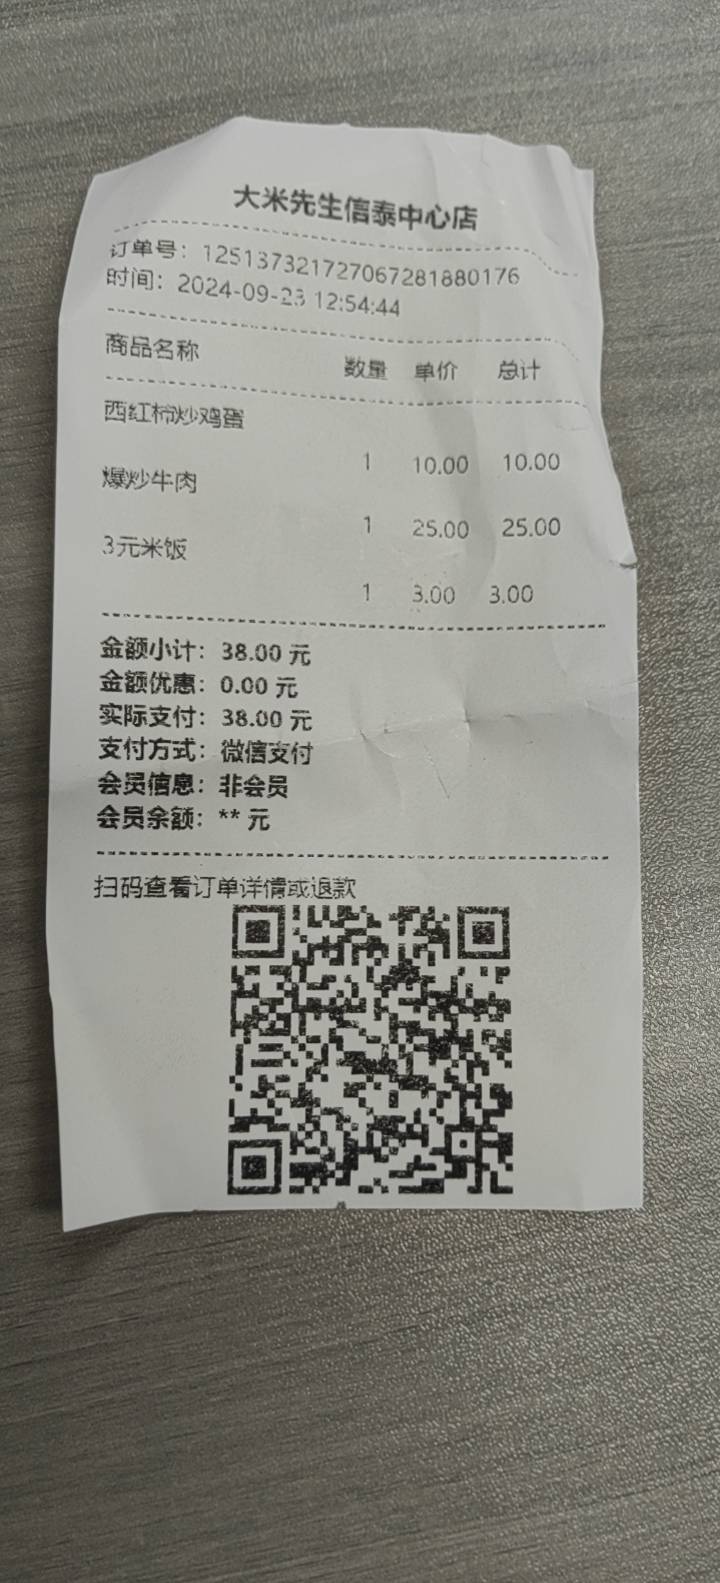 大米先生信泰中心店
订单号：1251373217270672818801​76
时间：2024-09-23 12:54:44
商品名称 数量 单价 总计
西红柿炒鸡蛋
1 10.00 10.00
爆炒牛肉
1 25.00 25.00
3元米饭
1 3.00 3.00
金额小计：38.00 元
金额优惠：0.00 元
实际支付：38.00 元
支付方式：微信支付
会员信息：非会员
会员余额：** 元
扫码查看订单详情或退款